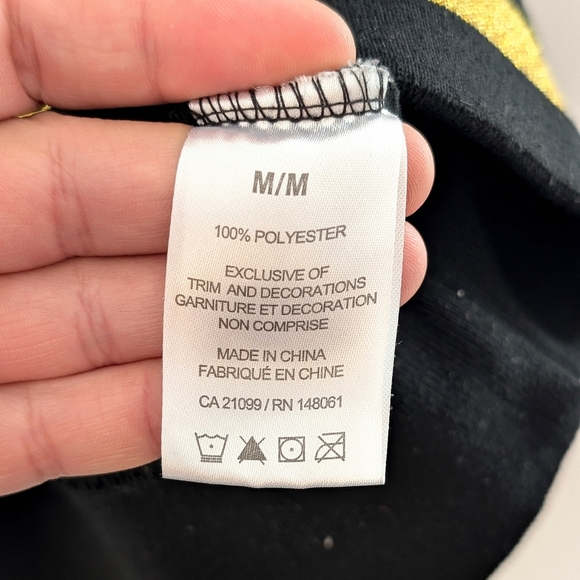 M/M
100% POLYESTER
EXCLUSIVE OF
TRIM AND DECORATIONS
GARNITURE ET DECORATION
NON COMPRISE
MADE IN CHINA
FABRIQUÉ EN CHINE
CA 21099 / RN 148061